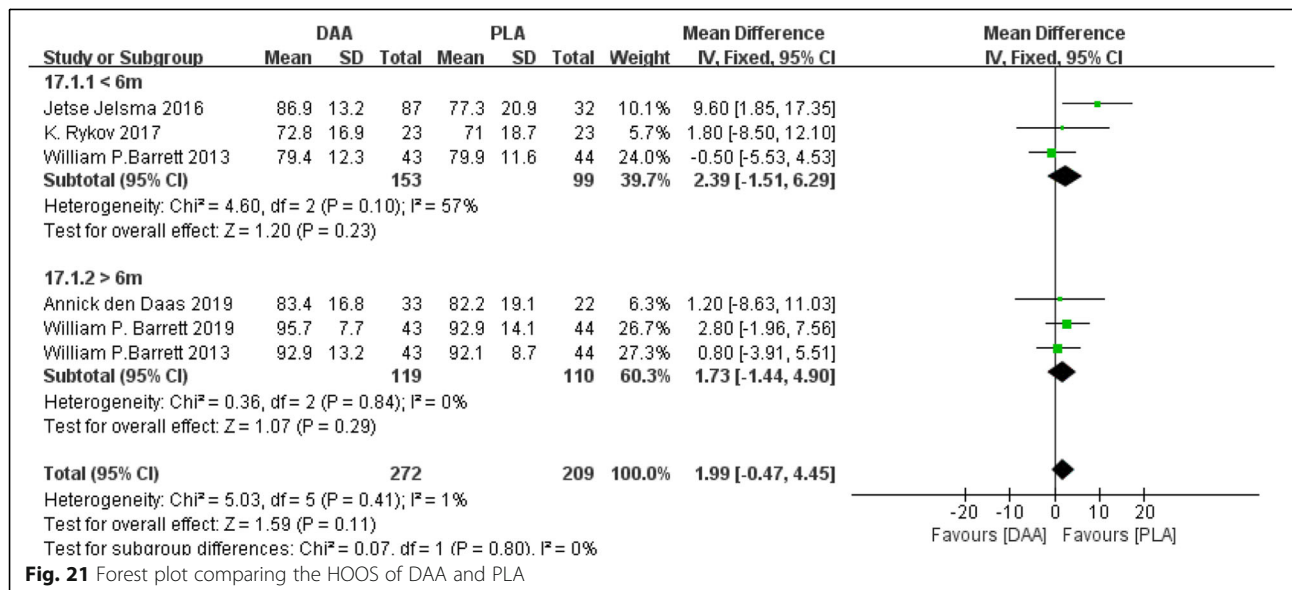 DAA PLA Mean Difference Mean Difference
Study or Subgroup Mean SD Total Mean SD Total Weight IV, Fixed, 95% CI IV, Fixed, 95% CI
17.1.1 < 6m
Jetse Jelsma 2016 86.9 13.2 87 77.3 20.9 32 10.1% 9.60 [1.85, 17.35]
K. Rykov 2017 72.8 16.9 23 71 18.7 23 5.7% 1.80 [-8.50, 12.10]
William P.Barrett 2013 79.4 12.3 43 79.9 11.6 44 24.0% -0.50 [-5.53, 4.53]
Subtotal (95% CI) 153 99 39.7% 2.39 [-1.51, 6.29]
Heterogeneity: Chi² = 4.60, df = 2 (P = 0.10); I² = 57%
Test for overall effect: Z = 1.20 (P = 0.23)
17.1.2 > 6m
Annick den Daas 2019 83.4 16.8 33 82.2 19.1 22 6.3% 1.20 [-8.63, 11.03]
William P. Barrett 2019 95.7 7.7 43 92.9 14.1 44 26.7% 2.80 [-1.96, 7.56]
William P.Barrett 2013 92.9 13.2 43 92.1 8.7 44 27.3% 0.80 [-3.91, 5.51]
Subtotal (95% CI) 119 110 60.3% 1.73 [-1.44, 4.90]
Heterogeneity: Chi² = 0.36, df = 2 (P = 0.84); I² = 0%
Test for overall effect: Z = 1.07 (P = 0.29)
Total (95% CI) 272 209 100.0% 1.99 [-0.47, 4.45]
Heterogeneity: Chi² = 5.03, df = 5 (P = 0.41); I² = 1%
Test for overall effect: Z = 1.59 (P = 0.11)
Test for subgroup differences: Chi² = 0.07, df = 1 (P = 0.80), I² = 0%
-20 -10 0 10 20
Favours [DAA] Favours [PLA]
Fig. 21 Forest plot comparing the HOOS of DAA and PLA